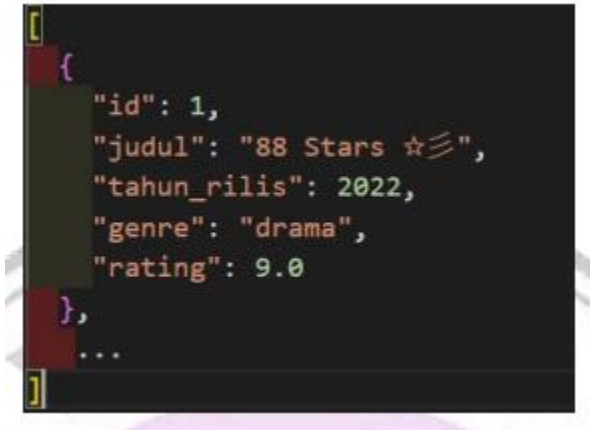 [
{
"id": 1,
"judul": "88 Stars ☆彡",
"tahun_rilis": 2022,
"genre": "drama",
"rating": 9.0
},
...
]